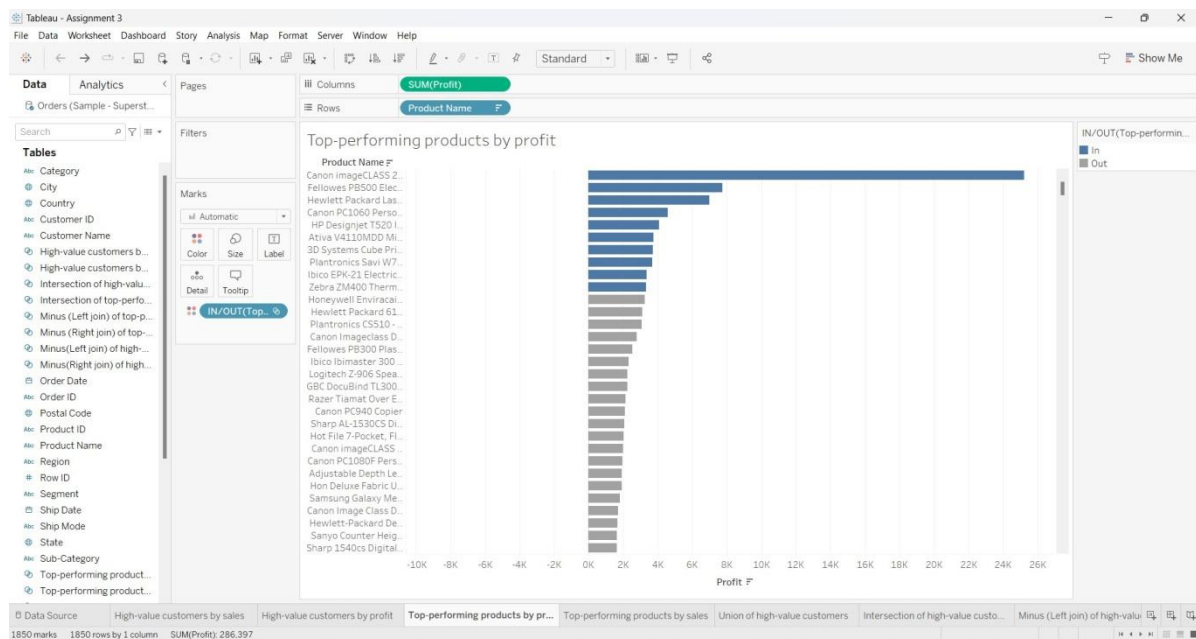 Tableau - Assignment 3
File Data Worksheet Dashboard Story Analysis Map Format Server Window Help
Standard
Show Me
Data Analytics
Orders (Sample - Superst...
Search
Tables
Abc Category
City
Country
Abc Customer ID
Abc Customer Name
High-value customers b...
High-value customers b...
Intersection of high-valu...
Intersection of top-perfo...
Minus (Left join) of top-p...
Minus (Right join) of top-...
Minus(Left join) of high-...
Minus(Right join) of high...
Order Date
Abc Order ID
Postal Code
Abc Product ID
Abc Product Name
Abc Region
# Row ID
Abc Segment
Ship Date
Abc Ship Mode
State
Abc Sub-Category
Top-performing product...
Top-performing product...
Pages
Filters
Marks
Automatic
Color Size Label
Detail Tooltip
IN/OUT(Top..
Columns SUM(Profit)
Rows Product Name
Top-performing products by profit
Product Name
Canon imageCLASS 2..
Fellowes PB500 Elec..
Hewlett Packard Las..
Canon PC1060 Perso..
HP Designjet T520 I..
Ativa V4110MDD Mi..
3D Systems Cube Pri..
Plantronics Savi W7..
Ibico EPK-21 Electric..
Zebra ZM400 Therm..
Honeywell Enviracai..
Hewlett Packard 61..
Plantronics CS510 - ..
Canon Imageclass D..
Fellowes PB300 Plas..
Ibico Ibimaster 300 ..
Logitech Z-906 Spea..
GBC DocuBind TL300..
Razer Tiamat Over E..
Canon PC940 Copier
Sharp AL-1530CS Di..
Hot File 7-Pocket, Fl..
Canon imageCLASS ..
Canon PC1080F Pers..
Adjustable Depth Le..
Hon Deluxe Fabric U..
Samsung Galaxy Me..
Canon Image Class D..
Hewlett-Packard De..
Sanyo Counter Heig..
Sharp 1540cs Digital..
-10K -8K -6K -4K -2K 0K 2K 4K 6K 8K 10K 12K 14K 16K 18K 20K 22K 24K 26K
Profit
IN/OUT(Top-performin...
In
Out
Data Source High-value customers by sales High-value customers by profit Top-performing products by pr... Top-performing products by sales Union of high-value customers Intersection of high-value custo... Minus (Left join) of high-valu
1850 marks 1850 rows by 1 column SUM(Profit): 286,397